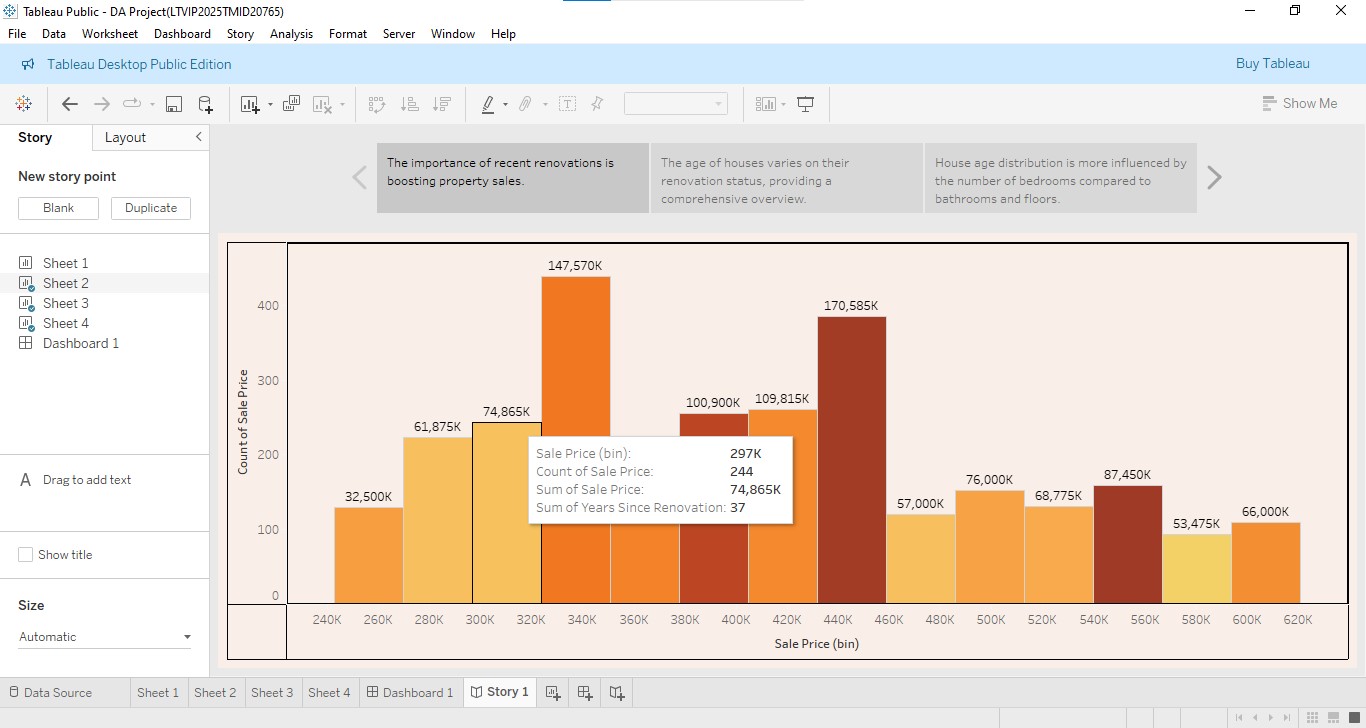 Tableau Public - DA Project(LTVIP2025TMID20765)
File Data Worksheet Dashboard Story Analysis Format Server Window Help
Tableau Desktop Public Edition
Buy Tableau
Show Me
Story
Layout
New story point
Blank
Duplicate
Sheet 1
Sheet 2
Sheet 3
Sheet 4
Dashboard 1
A Drag to add text
Show title
Size
Automatic
The importance of recent renovations is
boosting property sales.
The age of houses varies on their
renovation status, providing a
comprehensive overview.
House age distribution is more influenced by
the number of bedrooms compared to
bathrooms and floors.
Count of Sale Price
400
300
200
100
0
32,500K
61,875K
74,865K
147,570K
100,900K
109,815K
170,585K
57,000K
76,000K
68,775K
87,450K
53,475K
66,000K
Sale Price (bin): 297K
Count of Sale Price: 244
Sum of Sale Price: 74,865K
Sum of Years Since Renovation: 37
240K 260K 280K 300K 320K 340K 360K 380K 400K 420K 440K 460K 480K 500K 520K 540K 560K 580K 600K 620K
Sale Price (bin)
Data Source Sheet 1 Sheet 2 Sheet 3 Sheet 4 Dashboard 1 Story 1